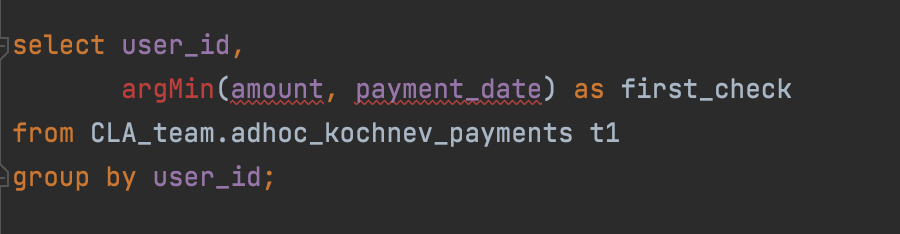 select user_id,
       argMin(amount, payment_date) as first_check
from CLA_team.adhoc_kochnev_payments t1
group by user_id;